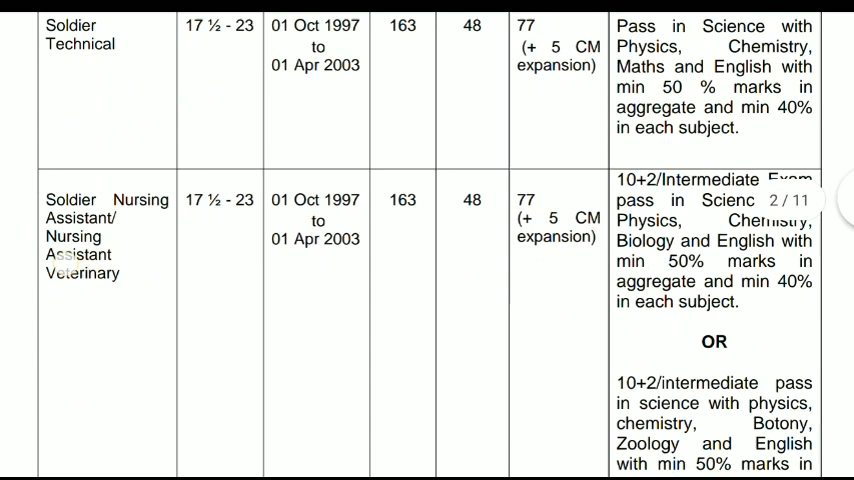 Soldier
Technical
17 ½ - 23
01 Oct 1997
to
01 Apr 2003
163
48
77
(+ 5 CM
expansion)
Pass in Science with
Physics, Chemistry,
Maths and English with
min 50 % marks in
aggregate and min 40%
in each subject.
Soldier Nursing
Assistant/
Nursing
Assistant
Veterinary
17 ½ - 23
01 Oct 1997
to
01 Apr 2003
163
48
77
(+ 5 CM
expansion)
10+2/Intermediate Exam
pass in Scienc
Physics, Chemistry,
Biology and English with
min 50% marks in
aggregate and min 40%
in each subject.
OR
10+2/intermediate pass
in science with physics,
chemistry, Botony,
Zoology and English
with min 50% marks in
2 / 11